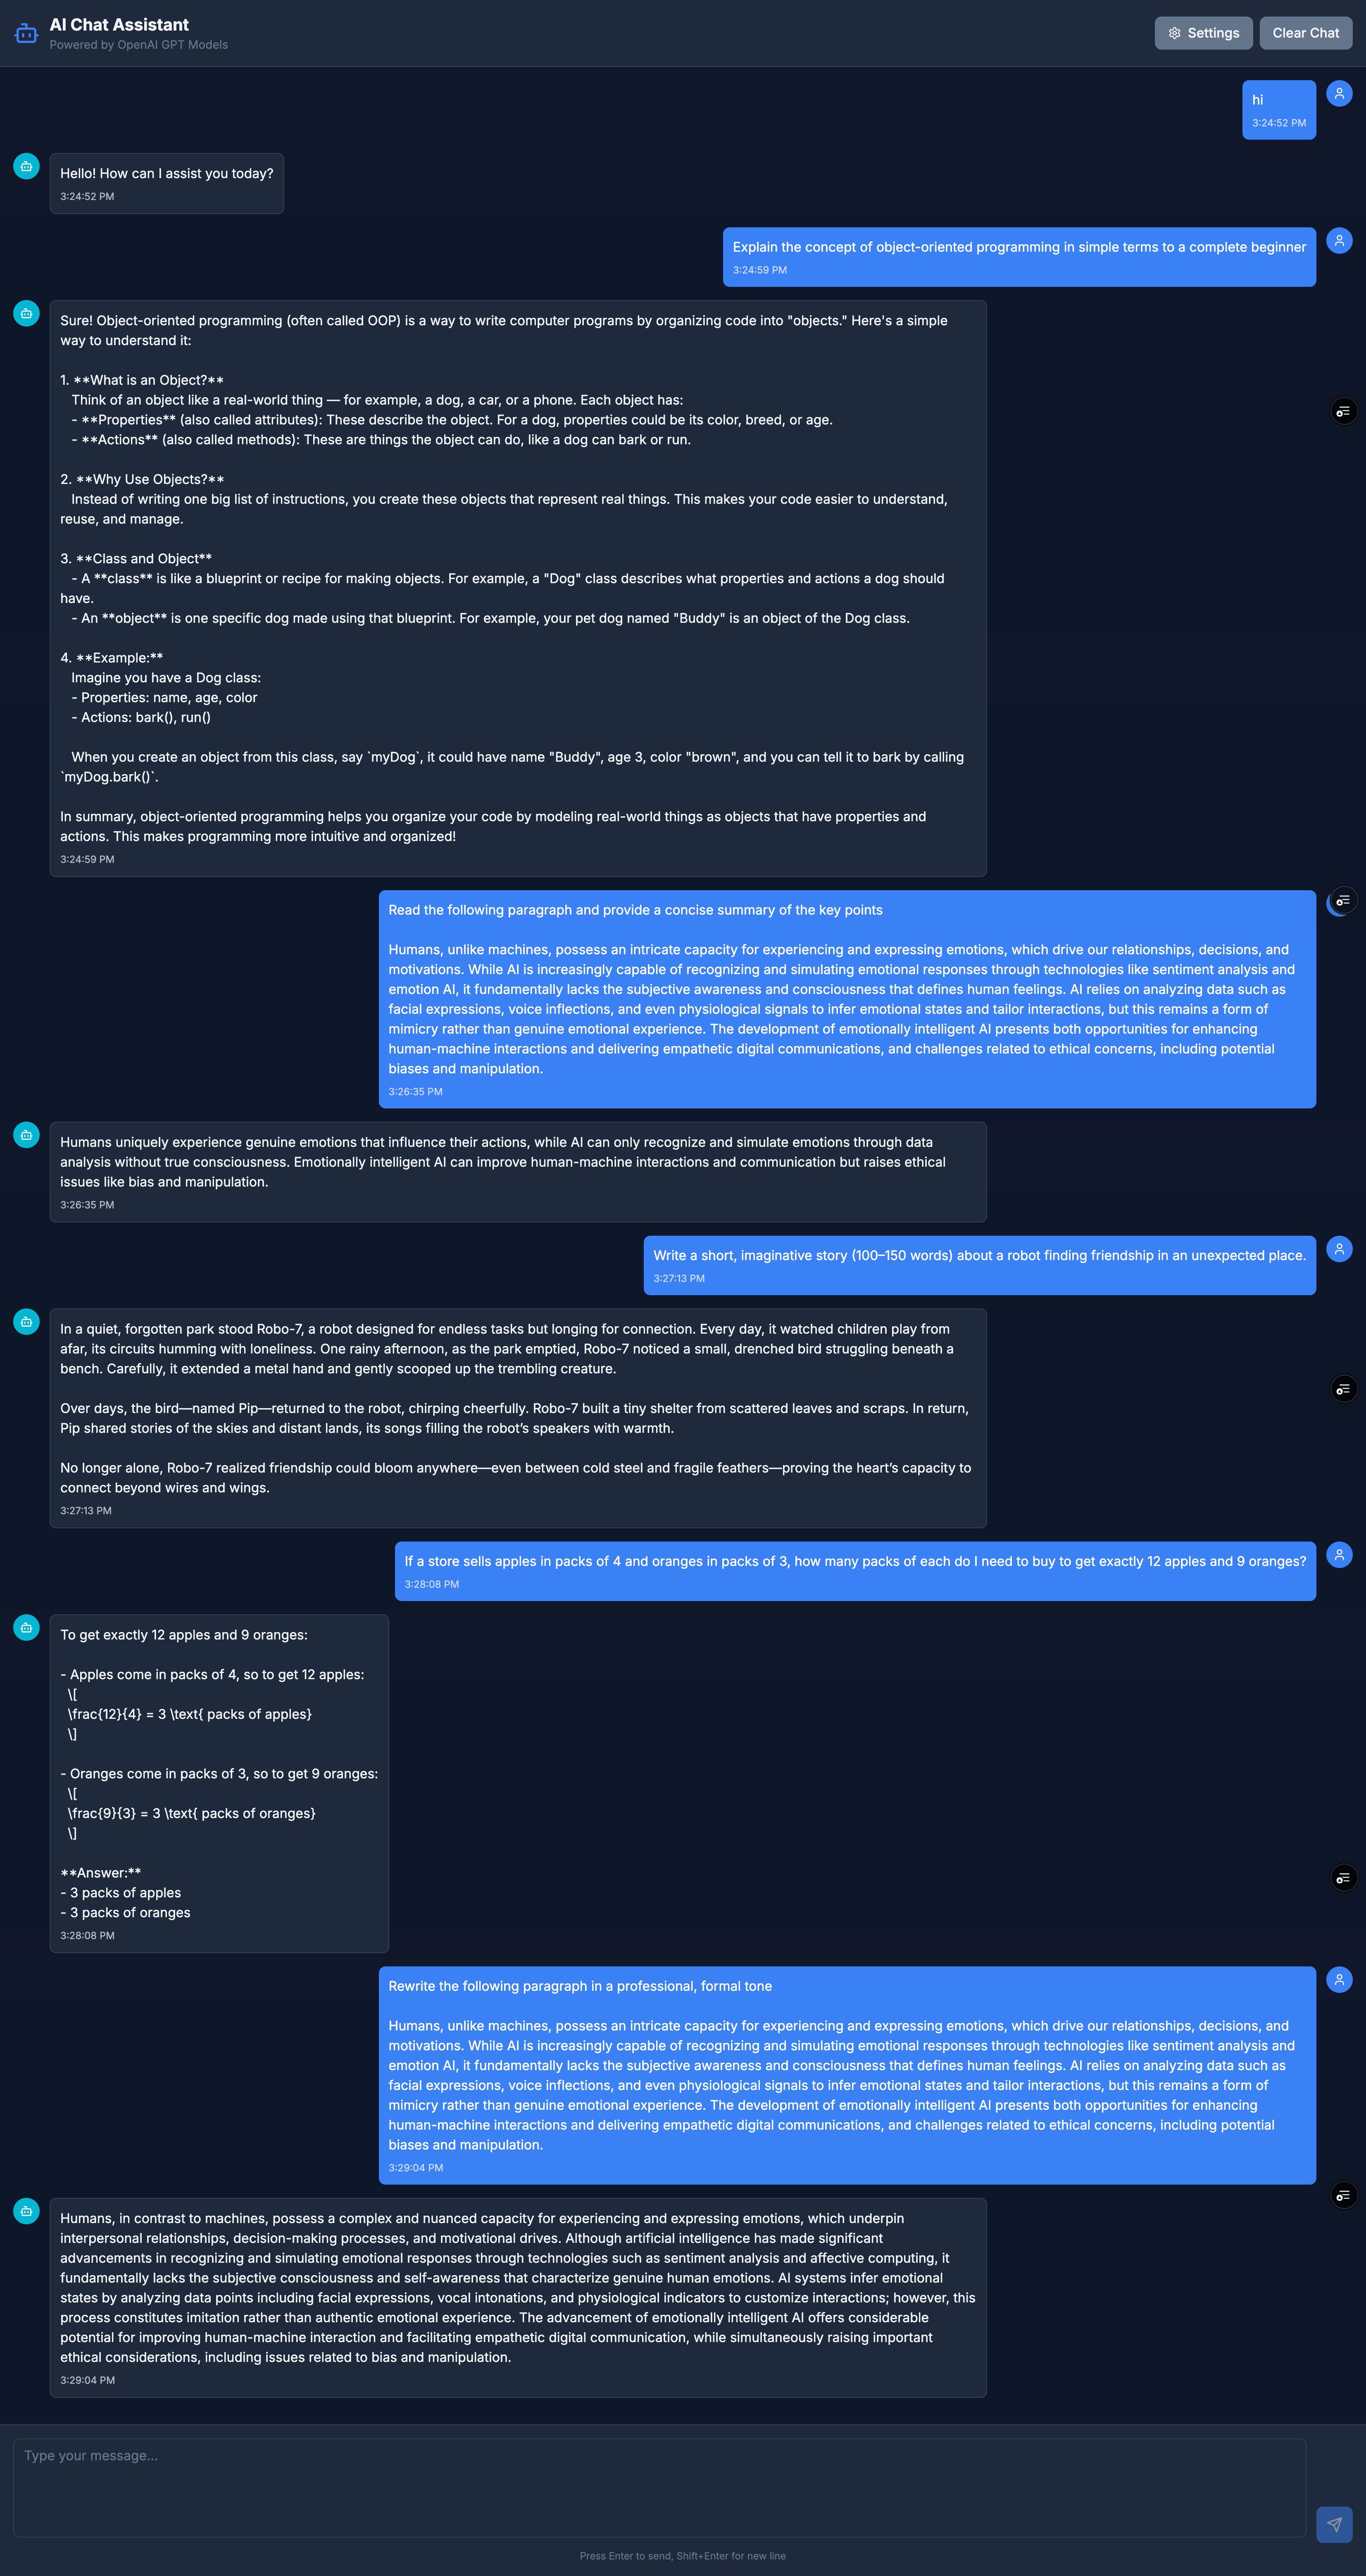 AI Chat Assistant
Powered by OpenAI GPT Models
Settings
Clear Chat
hi
3:24:52 PM
Hello! How can I assist you today?
3:24:52 PM
Explain the concept of object-oriented programming in simple terms to a complete beginner
3:24:59 PM
Sure! Object-oriented programming (often called OOP) is a way to write computer programs by organizing code into "objects." Here's a simple
way to understand it:
1. **What is an Object?**
Think of an object like a real-world thing — for example, a dog, a car, or a phone. Each object has:
- **Properties** (also called attributes): These describe the object. For a dog, properties could be its color, breed, or age.
- **Actions** (also called methods): These are things the object can do, like a dog can bark or run.
2. **Why Use Objects?**
Instead of writing one big list of instructions, you create these objects that represent real things. This makes your code easier to understand,
reuse, and manage.
3. **Class and Object**
- A **class** is like a blueprint or recipe for making objects. For example, a "Dog" class describes what properties and actions a dog should
have.
- An **object** is one specific dog made using that blueprint. For example, your pet dog named "Buddy" is an object of the Dog class.
4. **Example:**
Imagine you have a Dog class:
- Properties: name, age, color
- Actions: bark(), run()
When you create an object from this class, say `myDog`, it could have name "Buddy", age 3, color "brown", and you can tell it to bark by calling
`myDog.bark()`.
In summary, object-oriented programming helps you organize your code by modeling real-world things as objects that have properties and
actions. This makes programming more intuitive and organized!
3:24:59 PM
Read the following paragraph and provide a concise summary of the key points
Humans, unlike machines, possess an intricate capacity for experiencing and expressing emotions, which drive our relationships, decisions, and
motivations. While AI is increasingly capable of recognizing and simulating emotional responses through technologies like sentiment analysis and
emotion AI, it fundamentally lacks the subjective awareness and consciousness that defines human feelings. AI relies on analyzing data such as
facial expressions, voice inflections, and even physiological signals to infer emotional states and tailor interactions, but this remains a form of
mimicry rather than genuine emotional experience. The development of emotionally intelligent AI presents both opportunities for enhancing
human-machine interactions and delivering empathetic digital communications, and challenges related to ethical concerns, including potential
biases and manipulation.
3:26:35 PM
Humans uniquely experience genuine emotions that influence their actions, while AI can only recognize and simulate emotions through data
analysis without true consciousness. Emotionally intelligent AI can improve human-machine interactions and communication but raises ethical
issues like bias and manipulation.
3:26:35 PM
Write a short, imaginative story (100–150 words) about a robot finding friendship in an unexpected place.
3:27:13 PM
In a quiet, forgotten park stood Robo-7, a robot designed for endless tasks but longing for connection. Every day, it watched children play from
afar, its circuits humming with loneliness. One rainy afternoon, as the park emptied, Robo-7 noticed a small, drenched bird struggling beneath a
bench. Carefully, it extended a metal hand and gently scooped up the trembling creature.
Over days, the bird—named Pip—returned to the robot, chirping cheerfully. Robo-7 built a tiny shelter from scattered leaves and scraps. In return,
Pip shared stories of the skies and distant lands, its songs filling the robot’s speakers with warmth.
No longer alone, Robo-7 realized friendship could bloom anywhere—even between cold steel and fragile feathers—proving the heart’s capacity to
connect beyond wires and wings.
3:27:13 PM
If a store sells apples in packs of 4 and oranges in packs of 3, how many packs of each do I need to buy to get exactly 12 apples and 9 oranges?
3:28:08 PM
To get exactly 12 apples and 9 oranges:
- Apples come in packs of 4, so to get 12 apples:
\[
\frac{12}{4} = 3 \text{ packs of apples}
\]
- Oranges come in packs of 3, so to get 9 oranges:
\[
\frac{9}{3} = 3 \text{ packs of oranges}
\]
**Answer:**
- 3 packs of apples
- 3 packs of oranges
3:28:08 PM
Rewrite the following paragraph in a professional, formal tone
Humans, unlike machines, possess an intricate capacity for experiencing and expressing emotions, which drive our relationships, decisions, and
motivations. While AI is increasingly capable of recognizing and simulating emotional responses through technologies like sentiment analysis and
emotion AI, it fundamentally lacks the subjective awareness and consciousness that defines human feelings. AI relies on analyzing data such as
facial expressions, voice inflections, and even physiological signals to infer emotional states and tailor interactions, but this remains a form of
mimicry rather than genuine emotional experience. The development of emotionally intelligent AI presents both opportunities for enhancing
human-machine interactions and delivering empathetic digital communications, and challenges related to ethical concerns, including potential
biases and manipulation.
3:29:04 PM
Humans, in contrast to machines, possess a complex and nuanced capacity for experiencing and expressing emotions, which underpin
interpersonal relationships, decision-making processes, and motivational drives. Although artificial intelligence has made significant
advancements in recognizing and simulating emotional responses through technologies such as sentiment analysis and affective computing, it
fundamentally lacks the subjective consciousness and self-awareness that characterize genuine human emotions. AI systems infer emotional
states by analyzing data points including facial expressions, vocal intonations, and physiological indicators to customize interactions; however, this
process constitutes imitation rather than authentic emotional experience. The advancement of emotionally intelligent AI offers considerable
potential for improving human-machine interaction and facilitating empathetic digital communication, while simultaneously raising important
ethical considerations, including issues related to bias and manipulation.
3:29:04 PM
Type your message...
Press Enter to send, Shift+Enter for new line